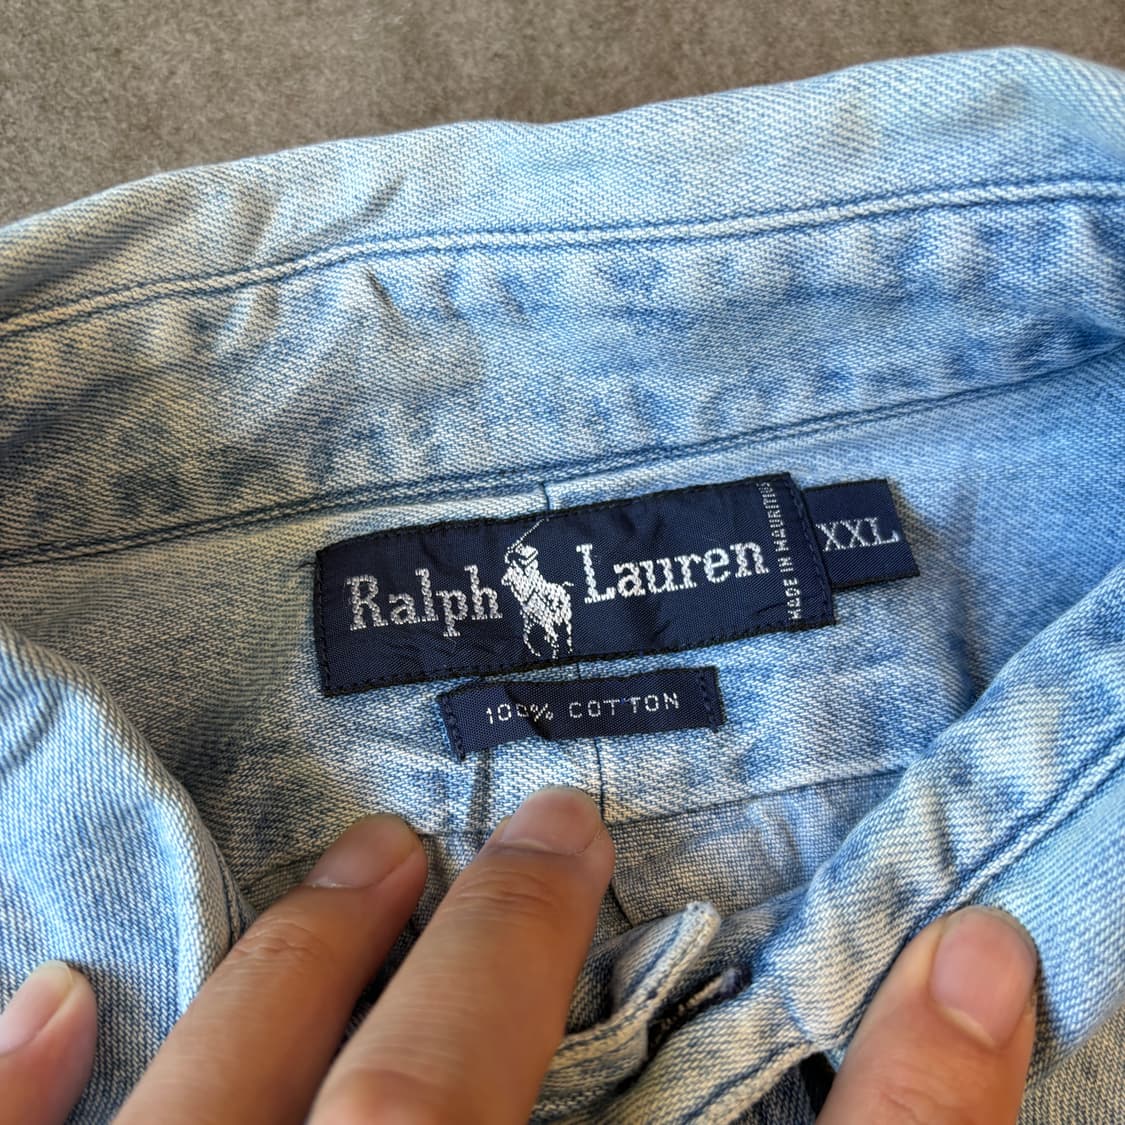 Ralph Lauren
MADE IN MAURITIUS
XXL
100% COTTON